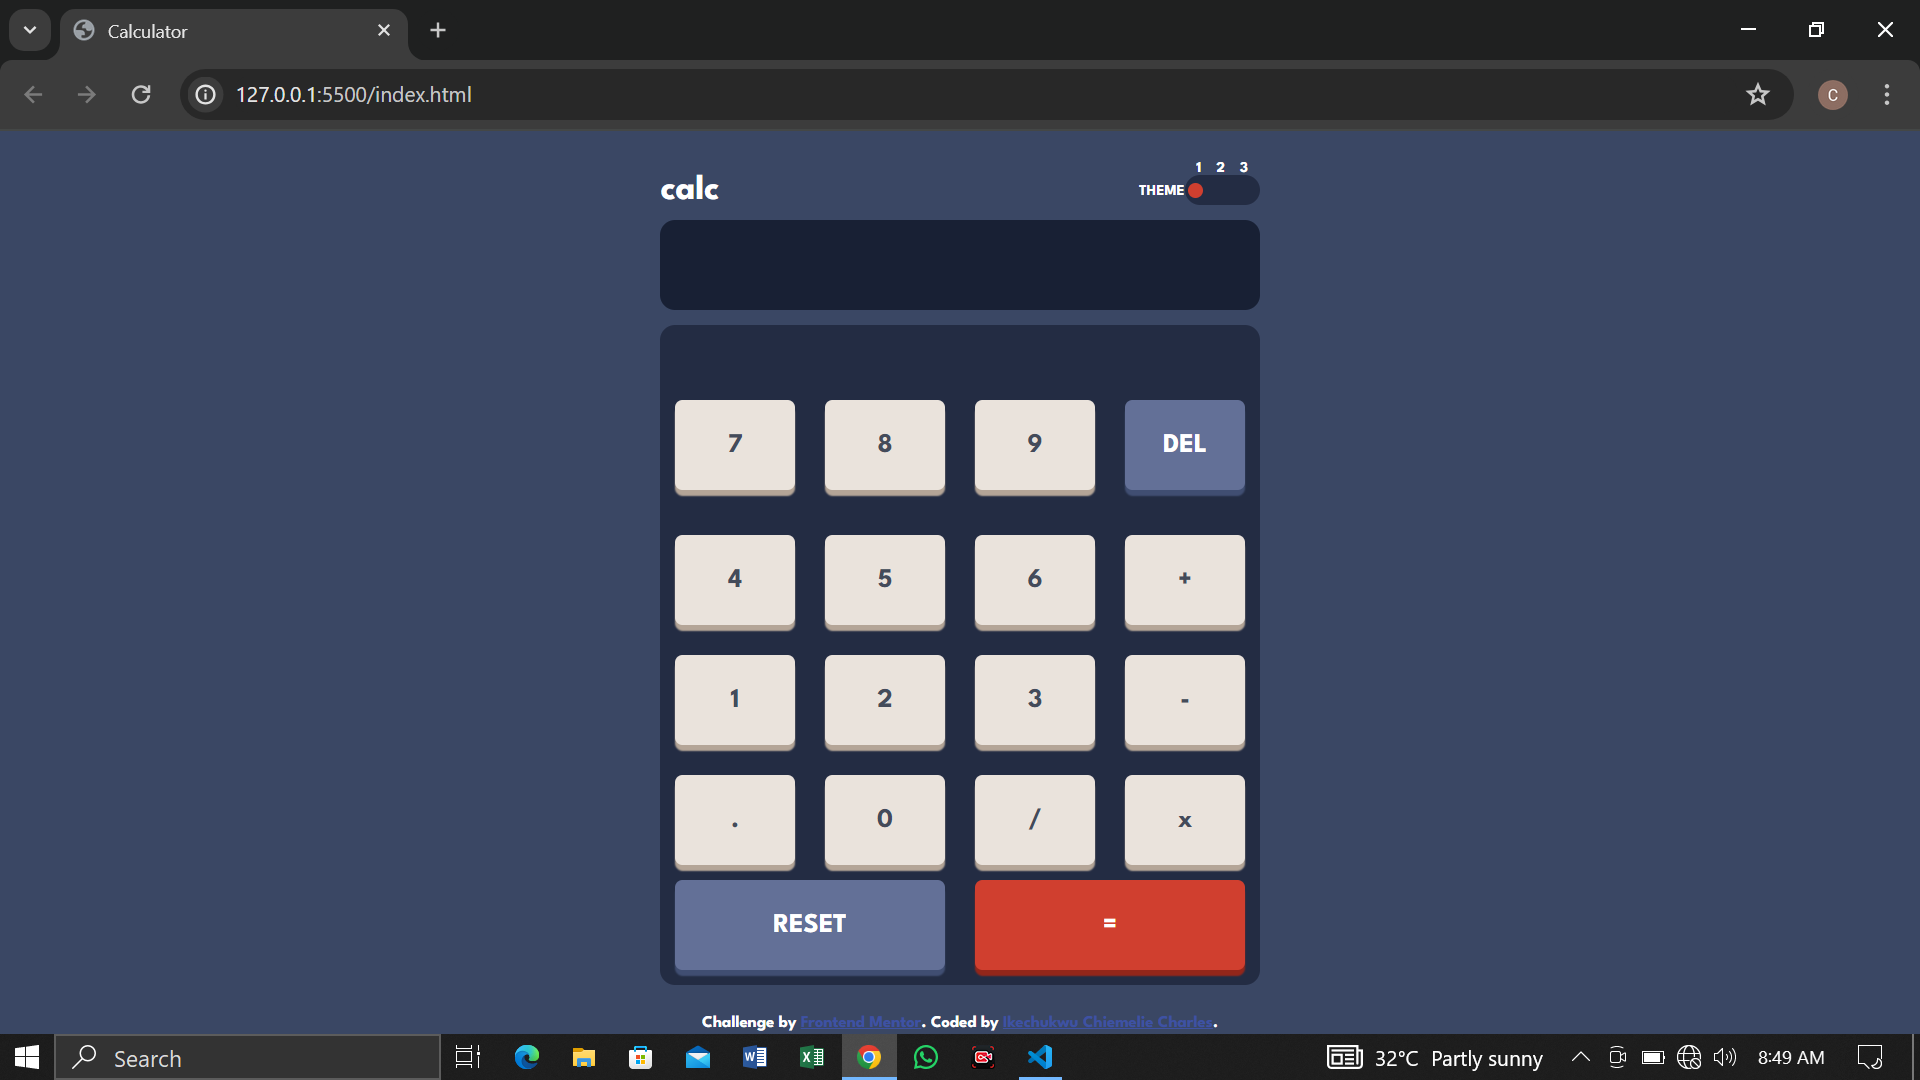 Calculator
127.0.0.1:5500/index.html
C
1 2 3
calc
THEME
7 8 9 DEL
4 5 6 +
1 2 3 -
. 0 / x
RESET =
Challenge by Frontend Mentor. Coded by Ikechukwu Chiemelie Charles.
Search
32°C Partly sunny
8:49 AM